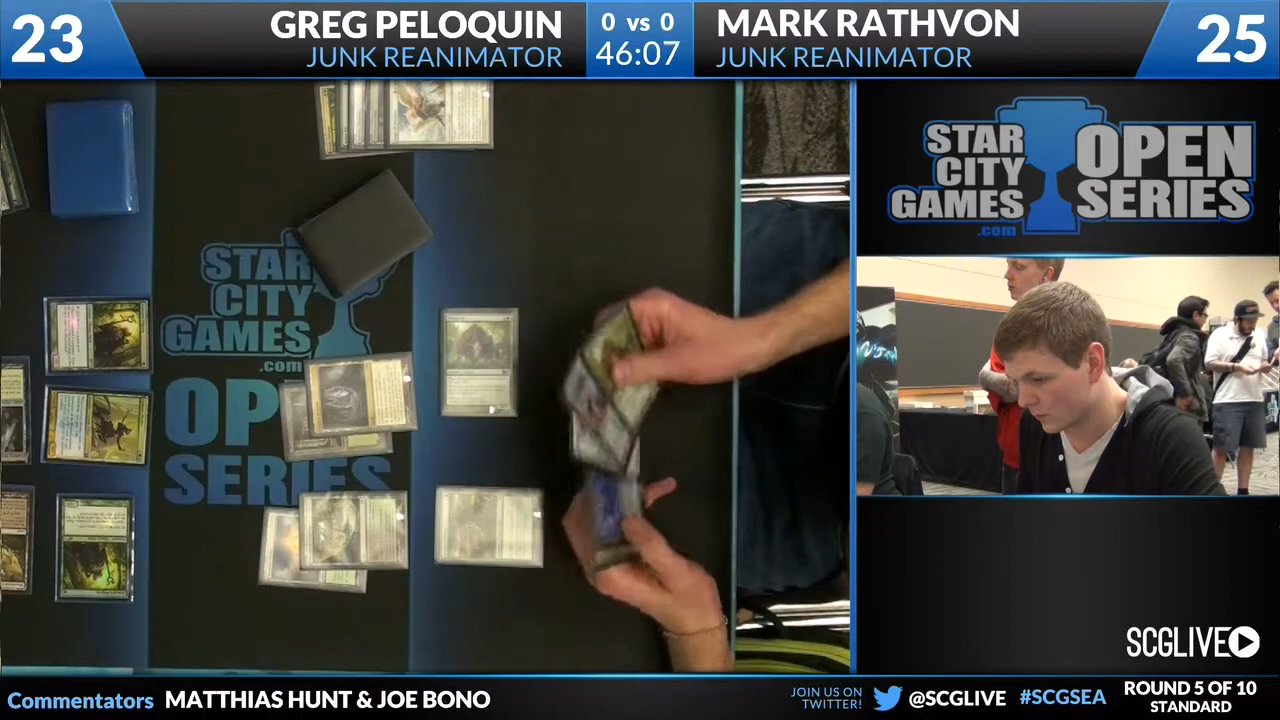 23
GREG PELOQUIN
JUNK REANIMATOR
0 vs 0
46:07
MARK RATHVON
JUNK REANIMATOR
25
STAR
CITY
GAMES
.com
OPEN
SERIES
STAR
CITY
GAMES
.com
OP
SERIES
SCGLIVE
Commentators MATTHIAS HUNT & JOE BONO
JOIN US ON
TWITTER!
@SCGLIVE #SCGSEA
ROUND 5 OF 10
STANDARD